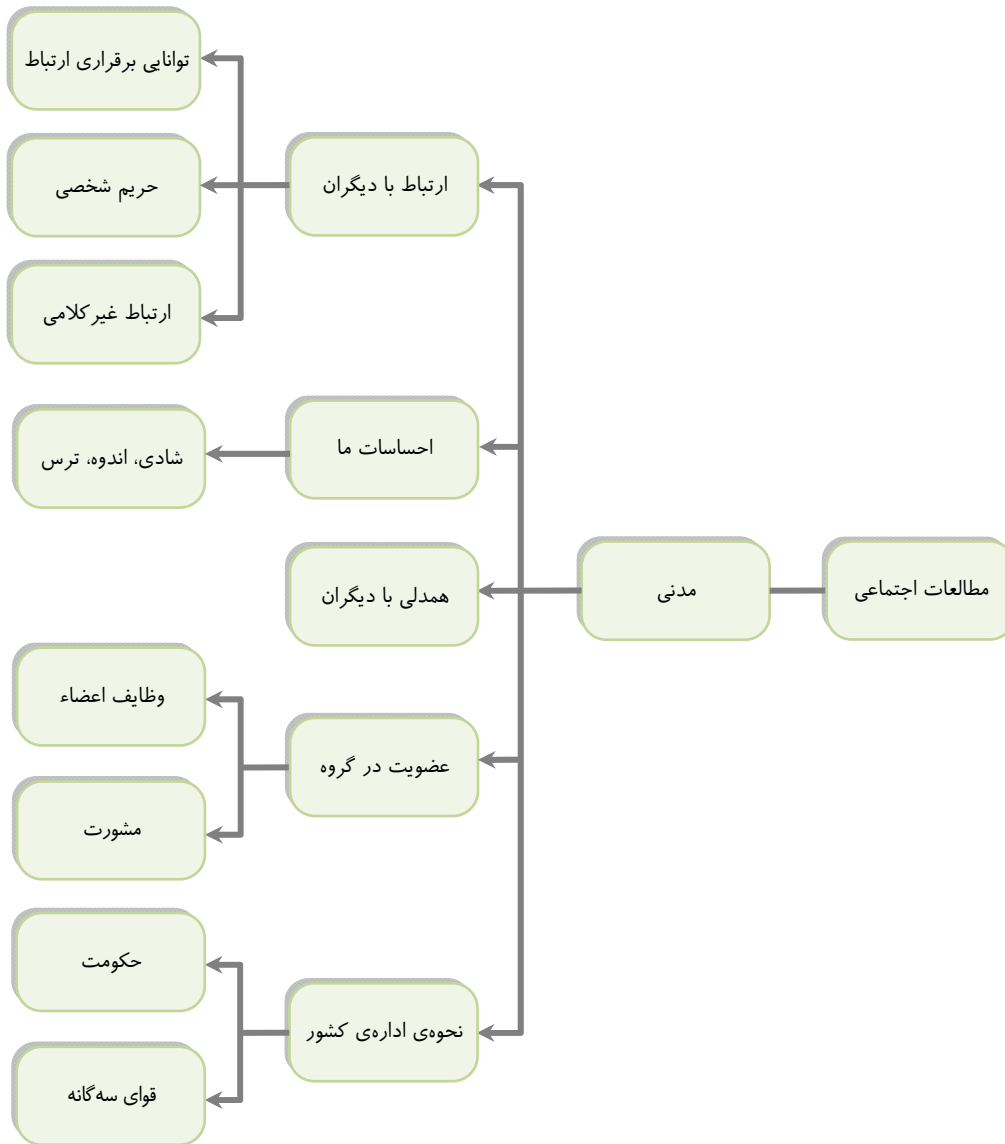 مطالعات اجتماعی
مدنی
ارتباط با دیگران
توانایی برقراری ارتباط
حریم شخصی
ارتباط غیرکلامی
احساسات ما
شادی، اندوه، ترس
همدلی با دیگران
عضویت در گروه
وظایف اعضاء
مشورت
نحوه‌ی اداره‌ی کشور
حکومت
قوای سه‌گانه